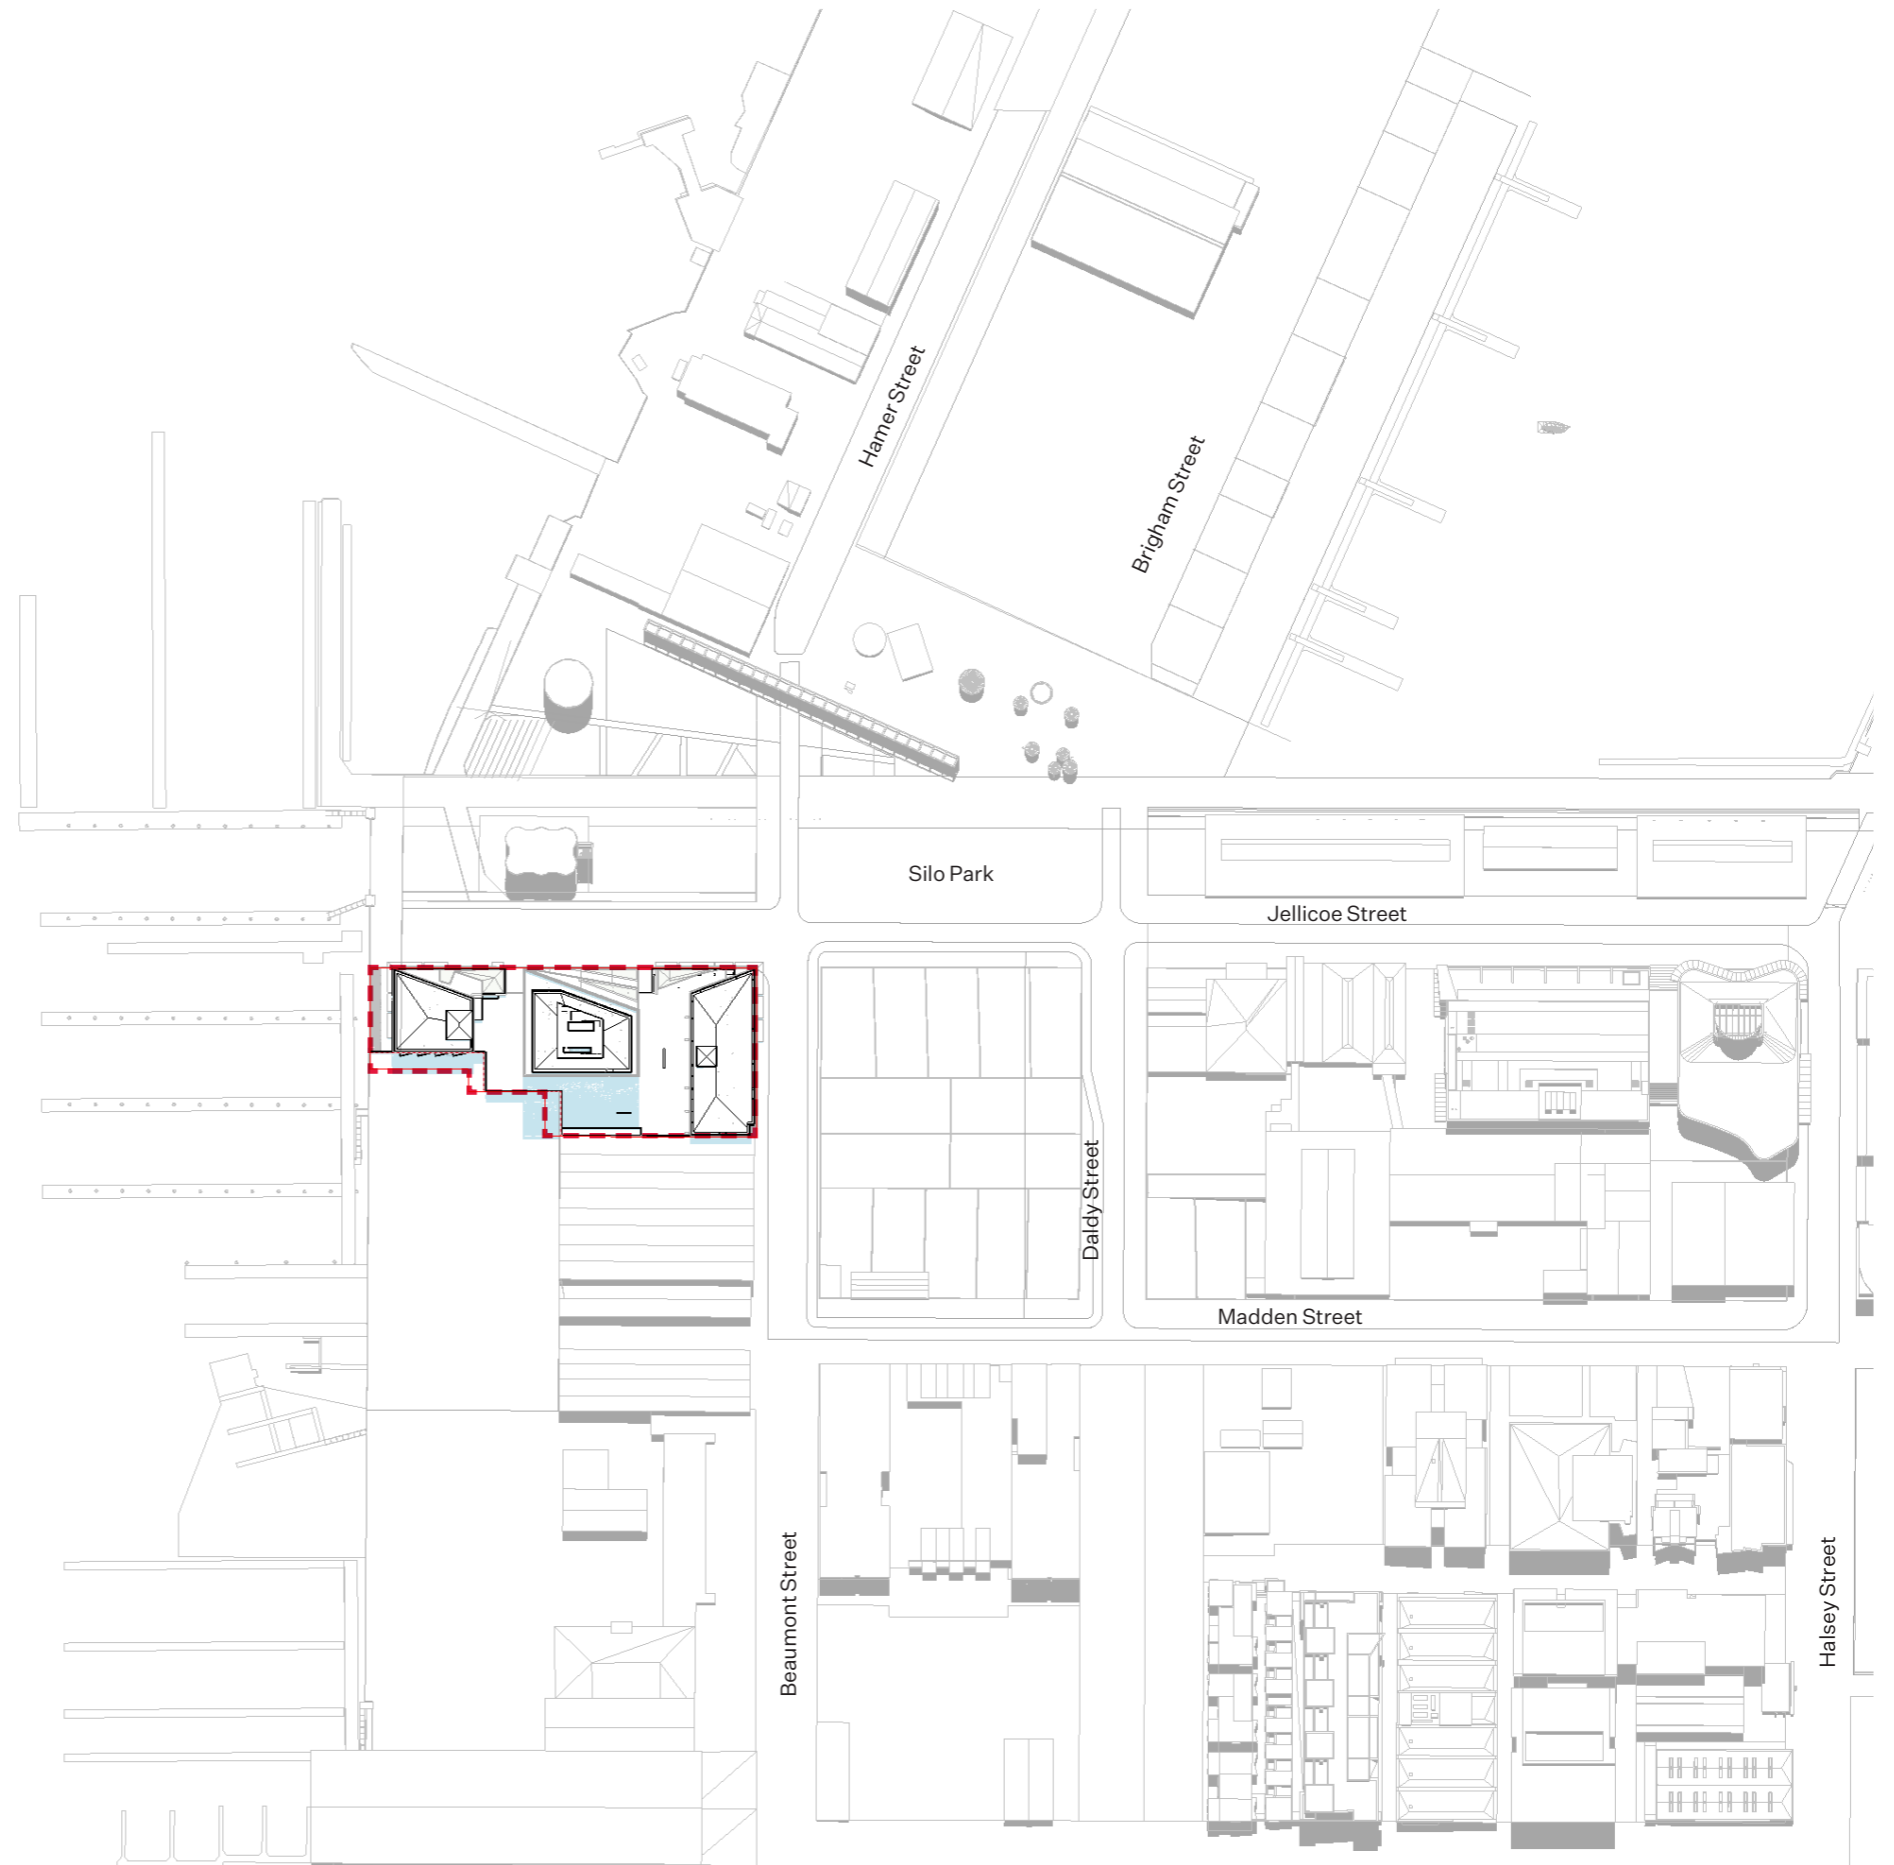 Hamer Street
Brigham Street
Silo Park
Jellicoe Street
Daldy Street
Madden Street
Beaumont Street
Halsey Street